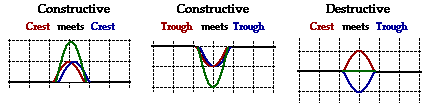 Constructive
Crest meets Crest
Constructive
Trough meets Trough
Destructive
Crest meets Trough